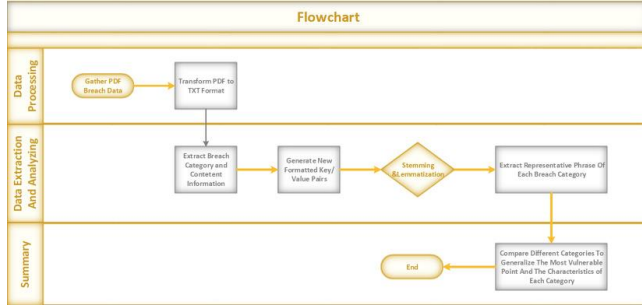 Flowchart
Data
Processing
Gather PDF
Breach Data
Transform PDF to
TXT Format
Data Extraction
And Analyzing
Extract Breach
Category and
Contetent
Information
Generate New
Formatted Key/
Value Pairs
Stemming
&Lemmatization
Extract Representative Phrase Of
Each Breach Category
Summary
End
Compare Different Categories To
Generalize The Most Vulnerable
Point And The Characteristics of
Each Category